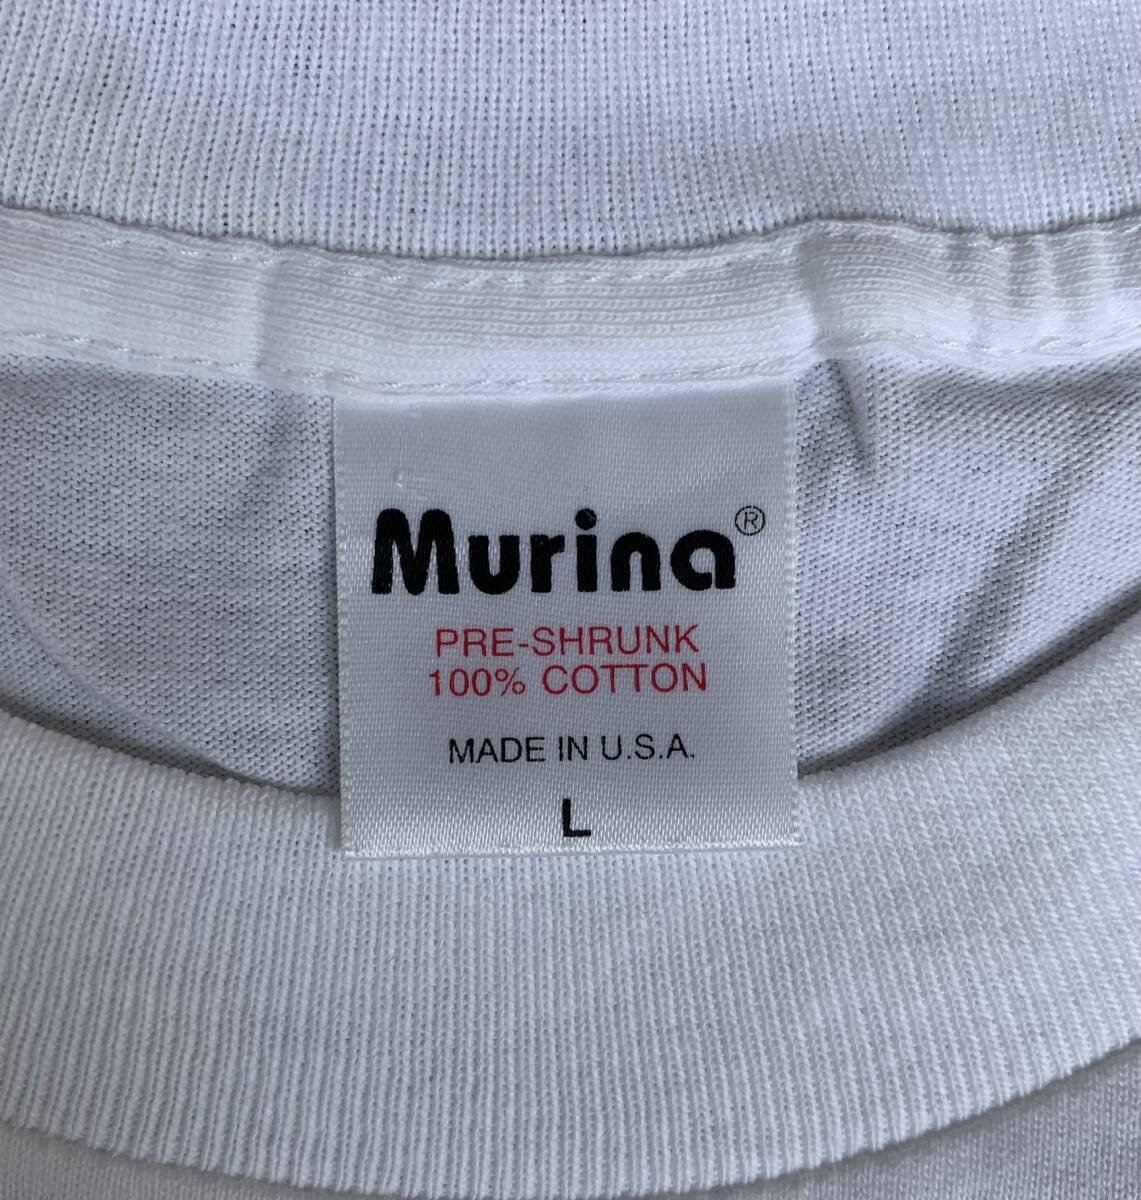 Murina®
PRE-SHRUNK
100% COTTON
MADE IN U.S.A.
L